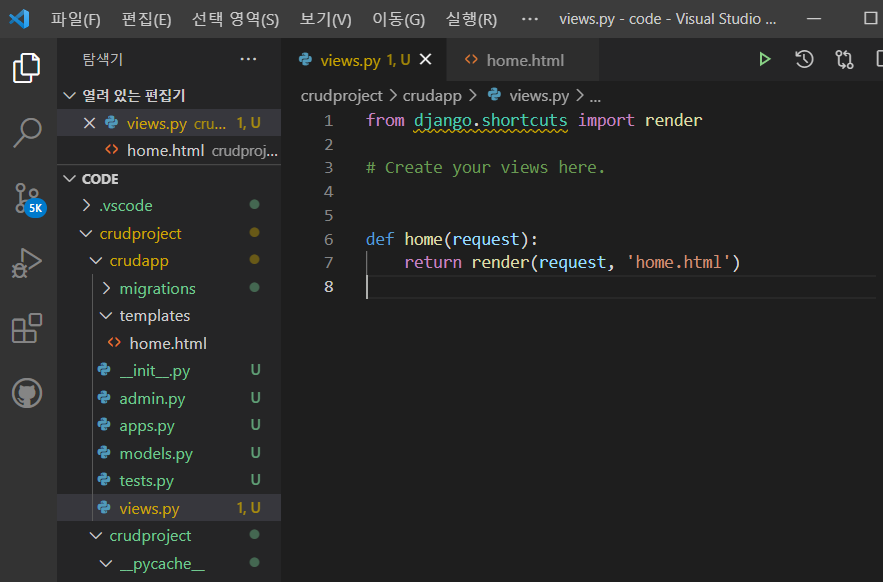 파일(F) 편집(E) 선택 영역(S) 보기(V) 이동(G) 실행(R) ··· views.py - code - Visual Studio ...
탐색기 ···
열려 있는 편집기
views.py cru... 1, U
home.html crudproj...
CODE
.vscode
crudproject
crudapp
migrations
templates
home.html
__init__.py U
admin.py U
apps.py U
models.py U
tests.py U
views.py 1, U
crudproject
__pycache__
5K
views.py 1, U home.html
crudproject > crudapp > views.py > ...
1 from django.shortcuts import render
2
3 # Create your views here.
4
5
6 def home(request):
7 return render(request, 'home.html')
8